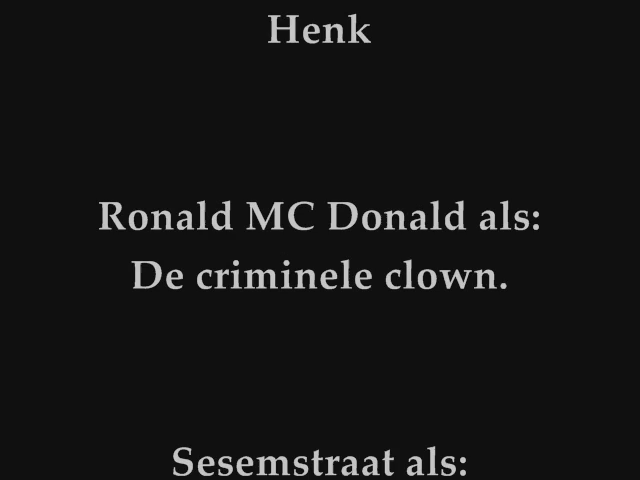 Henk
Ronald MC Donald als:
De criminele clown.
Sesemstraat als: